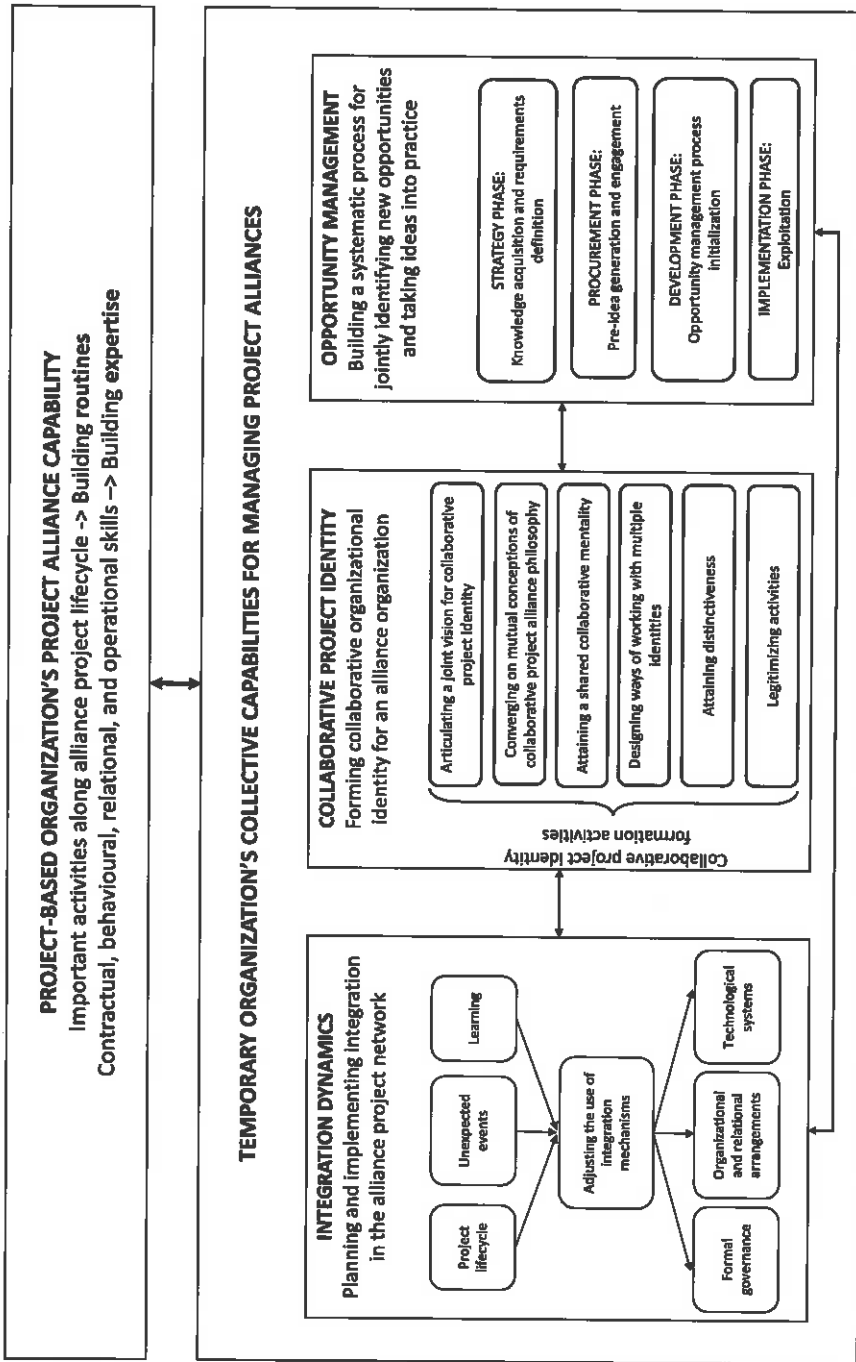 PROJECT-BASED ORGANIZATION'S PROJECT ALLIANCE CAPABILITY
Important activities along alliance project lifecycle -> Building routines
Contractual, behavioural, relational, and operational skills –> Building expertise
TEMPORARY ORGANIZATION'S COLLECTIVE CAPABILITIES FOR MANAGING PROJECT ALLIANCES
INTEGRATION DYNAMICS
Planning and implementing integration
in the alliance project network
Project
lifecycle
Unexpected
events
Learning
Adjusting the use of
integration
mechanisms
Formal
governance
Organizational
and relational
arrangements
Technological
systems
COLLABORATIVE PROJECT IDENTITY
Forming collaborative organizational
identity for an alliance organization
Collaborative project identity
formation activities
Articulating a joint vision for collaborative
project identity
Converging on mutual conceptions of
collaborative project alliance philosophy
Attaining a shared collaborative mentality
Designing ways of working with multiple
identities
Attaining distinctiveness
Legitimizing activities
OPPORTUNITY MANAGEMENT
Building a systematic process for
jointly identifying new opportunities
and taking ideas into practice
STRATEGY PHASE:
Knowledge acquisition and requirements
definition
PROCUREMENT PHASE:
Pre-idea generation and engagement
DEVELOPMENT PHASE:
Opportunity management process
initialization
IMPLEMENTATION PHASE:
Exploitation